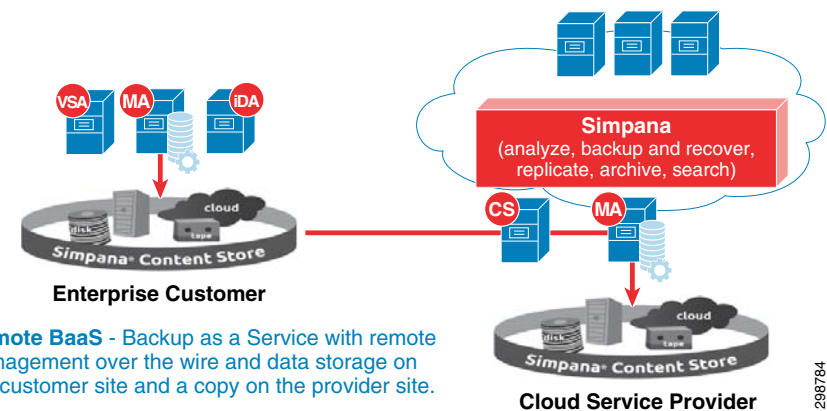 VSA
MA
iDA
cloud
disk
tape
Simpana® Content Store
Enterprise Customer
mote BaaS - Backup as a Service with remote
nagement over the wire and data storage on
customer site and a copy on the provider site.
Simpana
(analyze, backup and recover,
replicate, archive, search)
CS
MA
cloud
disk
tape
Simpana® Content Store
Cloud Service Provider
298784